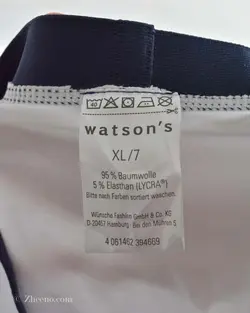 40
watson's
XL/7
95 % Baumwolle
5 % Elasthan (LYCRA®)
Bitte nach Farben sortiert waschen.
Wünsche Fashion GmbH & Co. KG
D-20457 Hamburg, Bei den Mühren 5
4 061462 394669
© Zheeno.com